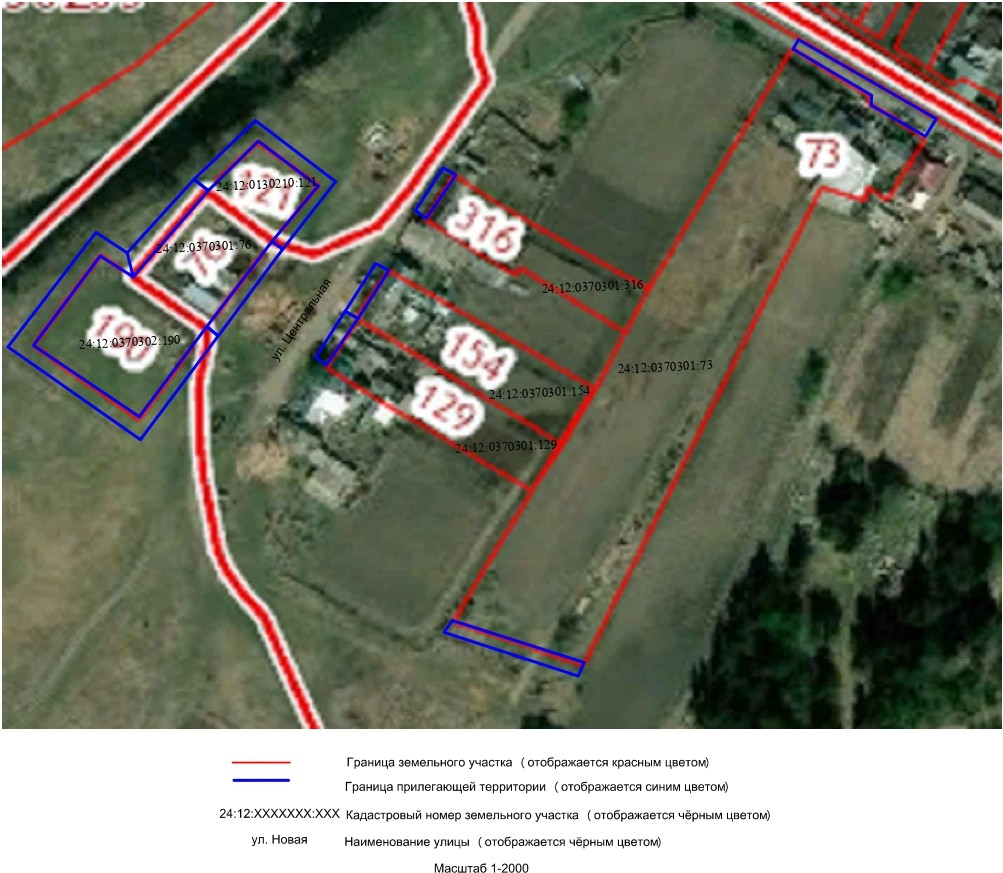 73
121
24:12:0130210:121
316
76
24:12:0370301:76
24:12:0370301:316
ул. Центральная
190
24:12:0370302:190
154
24:12:0370301:73
24:12:0370301:154
129
24:12:0370301:129
Граница земельного участка ( отображается красным цветом)
Граница прилегающей территории ( отображается синим цветом)
24:12:XXXXXXX:XXX Кадастровый номер земельного участка ( отображается чёрным цветом)
ул. Новая Наименование улицы ( отображается чёрным цветом)
Масштаб 1-2000